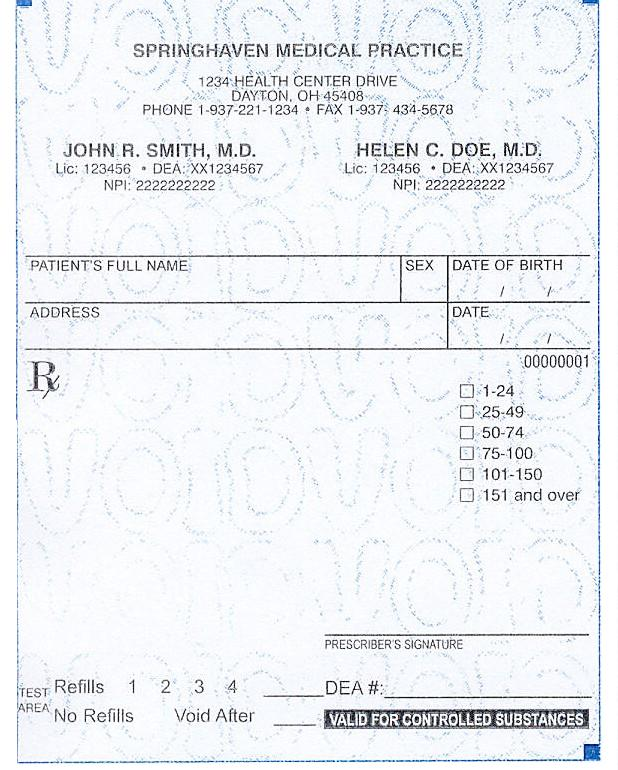 SPRINGHAVEN MEDICAL PRACTICE
1234 HEALTH CENTER DRIVE
DAYTON, OH 45408
PHONE 1-937-221-1234 • FAX 1-937- 434-5678
JOHN R. SMITH, M.D. HELEN C. DOE, M.D.
Lic: 123456 • DEA: XX1234567 Lic: 123456 • DEA: XX1234567
NPI: 2222222222 NPI: 2222222222
PATIENT'S FULL NAME SEX DATE OF BIRTH
/ /
ADDRESS DATE
/ /
00000001
Rx
1-24
25-49
50-74
75-100
101-150
151 and over
PRESCRIBER'S SIGNATURE
TEST AREA
Refills 1 2 3 4 ____ DEA #:
No Refills Void After ____ VALID FOR CONTROLLED SUBSTANCES
VOID